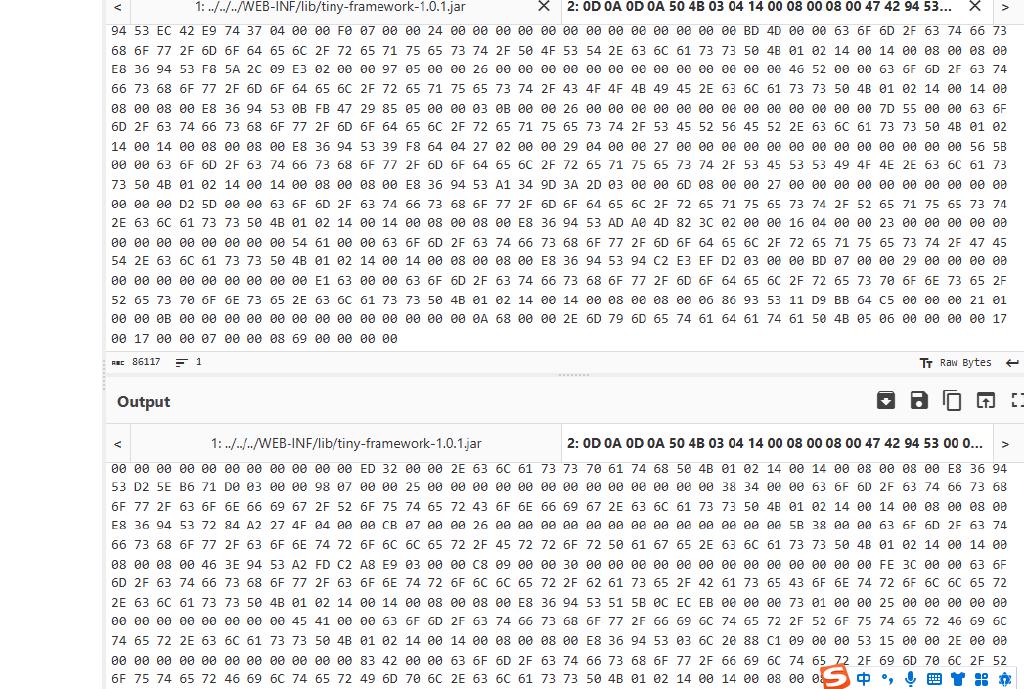 < 1: ../../../WEB-INF/lib/tiny-framework-1.0.1.jar × 2: 0D 0A 0D 0A 50 4B 03 04 14 00 08 00 08 00 47 42 94 53... × >
94 53 EC 42 E9 74 37 04 00 00 F0 07 00 00 24 00 00 00 00 00 00 00 00 00 00 00 00 00 BD 4D 00 00 63 6F 6D 2F 63 74 66 73
68 6F 77 2F 6D 6F 64 65 6C 2F 72 65 71 75 65 73 74 2F 50 4F 53 54 2E 63 6C 61 73 73 50 4B 01 02 14 00 14 00 08 00 08 00
E8 36 94 53 F8 5A 2C 09 E3 02 00 00 97 05 00 00 26 00 00 00 00 00 00 00 00 00 00 00 00 00 46 52 00 00 63 6F 6D 2F 63 74
66 73 68 6F 77 2F 6D 6F 64 65 6C 2F 72 65 71 75 65 73 74 2F 43 4F 4F 4B 49 45 2E 63 6C 61 73 73 50 4B 01 02 14 00 14 00
08 00 08 00 E8 36 94 53 0B FB 47 29 85 05 00 00 03 0B 00 00 26 00 00 00 00 00 00 00 00 00 00 00 00 00 7D 55 00 00 63 6F
6D 2F 63 74 66 73 68 6F 77 2F 6D 6F 64 65 6C 2F 72 65 71 75 65 73 74 2F 53 45 52 56 45 52 2E 63 6C 61 73 73 50 4B 01 02
14 00 14 00 08 00 08 00 E8 36 94 53 39 F8 64 04 27 02 00 00 29 04 00 00 27 00 00 00 00 00 00 00 00 00 00 00 00 00 56 5B
00 00 63 6F 6D 2F 63 74 66 73 68 6F 77 2F 6D 6F 64 65 6C 2F 72 65 71 75 65 73 74 2F 53 45 53 53 49 4F 4E 2E 63 6C 61 73
73 50 4B 01 02 14 00 14 00 08 00 08 00 E8 36 94 53 A1 34 9D 3A 2D 03 00 00 6D 08 00 00 27 00 00 00 00 00 00 00 00 00 00
00 00 00 D2 5D 00 00 63 6F 6D 2F 63 74 66 73 68 6F 77 2F 6D 6F 64 65 6C 2F 72 65 71 75 65 73 74 2F 52 65 71 75 65 73 74
2E 63 6C 61 73 73 50 4B 01 02 14 00 14 00 08 00 08 00 E8 36 94 53 AD A0 4D 82 3C 02 00 00 16 04 00 00 23 00 00 00 00 00
00 00 00 00 00 00 00 00 54 61 00 00 63 6F 6D 2F 63 74 66 73 68 6F 77 2F 6D 6F 64 65 6C 2F 72 65 71 75 65 73 74 2F 47 45
54 2E 63 6C 61 73 73 50 4B 01 02 14 00 14 00 08 00 08 00 E8 36 94 53 94 C2 E3 EF D2 03 00 00 BD 07 00 00 29 00 00 00 00
00 00 00 00 00 00 00 00 00 E1 63 00 00 63 6F 6D 2F 63 74 66 73 68 6F 77 2F 6D 6F 64 65 6C 2F 72 65 73 70 6F 6E 73 65 2F
52 65 73 70 6F 6E 73 65 2E 63 6C 61 73 73 50 4B 01 02 14 00 14 00 08 00 08 00 06 86 93 53 11 D9 BB 64 C5 00 00 00 21 01
00 00 0B 00 00 00 00 00 00 00 00 00 00 00 00 00 0A 68 00 00 2E 6D 79 6D 65 74 61 64 61 74 61 50 4B 05 06 00 00 00 00 17
00 17 00 00 07 00 00 08 69 00 00 00 00
ABC 86117 1 Tт Raw Bytes ↵
Output
< 1: ../../../WEB-INF/lib/tiny-framework-1.0.1.jar 2: 0D 0A 0D 0A 50 4B 03 04 14 00 08 00 08 00 47 42 94 53 00 0... >
00 00 00 00 00 00 00 00 00 00 00 ED 32 00 00 2E 63 6C 61 73 73 70 61 74 68 50 4B 01 02 14 00 14 00 08 00 08 00 E8 36 94
53 D2 5E B6 71 D0 03 00 00 98 07 00 00 25 00 00 00 00 00 00 00 00 00 00 00 00 00 38 34 00 00 63 6F 6D 2F 63 74 66 73 68
6F 77 2F 63 6F 6E 66 69 67 2F 52 6F 75 74 65 72 43 6F 6E 66 69 67 2E 63 6C 61 73 73 50 4B 01 02 14 00 14 00 08 00 08 00
E8 36 94 53 72 84 A2 27 4F 04 00 00 CB 07 00 00 26 00 00 00 00 00 00 00 00 00 00 00 00 00 5B 38 00 00 63 6F 6D 2F 63 74
66 73 68 6F 77 2F 63 6F 6E 74 72 6F 6C 6C 65 72 2F 45 72 72 6F 72 50 61 67 65 2E 63 6C 61 73 73 50 4B 01 02 14 00 14 00
08 00 08 00 46 3E 94 53 A2 FD C2 A8 E9 03 00 00 C8 09 00 00 30 00 00 00 00 00 00 00 00 00 00 00 00 00 FE 3C 00 00 63 6F
6D 2F 63 74 66 73 68 6F 77 2F 63 6F 6E 74 72 6F 6C 6C 65 72 2F 62 61 73 65 2F 42 61 73 65 43 6F 6E 74 72 6F 6C 6C 65 72
2E 63 6C 61 73 73 50 4B 01 02 14 00 14 00 08 00 08 00 E8 36 94 53 51 5B 0C EC EB 00 00 00 73 01 00 00 25 00 00 00 00 00
00 00 00 00 00 00 00 00 45 41 00 00 63 6F 6D 2F 63 74 66 73 68 6F 77 2F 66 69 6C 74 65 72 2F 52 6F 75 74 65 72 46 69 6C
74 65 72 2E 63 6C 61 73 73 50 4B 01 02 14 00 14 00 08 00 08 00 E8 36 94 53 03 6C 20 88 C1 09 00 00 53 15 00 00 2E 00 00
00 00 00 00 00 00 00 00 00 00 00 00 83 42 00 00 63 6F 6D 2F 63 74 66 73 68 6F 77 2F 66 69 6C 74 65 72 2F 69 6D 70 6C 2F 52
6F 75 74 65 72 46 69 6C 74 65 72 49 6D 70 6C 2E 63 6C 61 73 73 50 4B 01 02 14 00 14 00 08 00 0 中